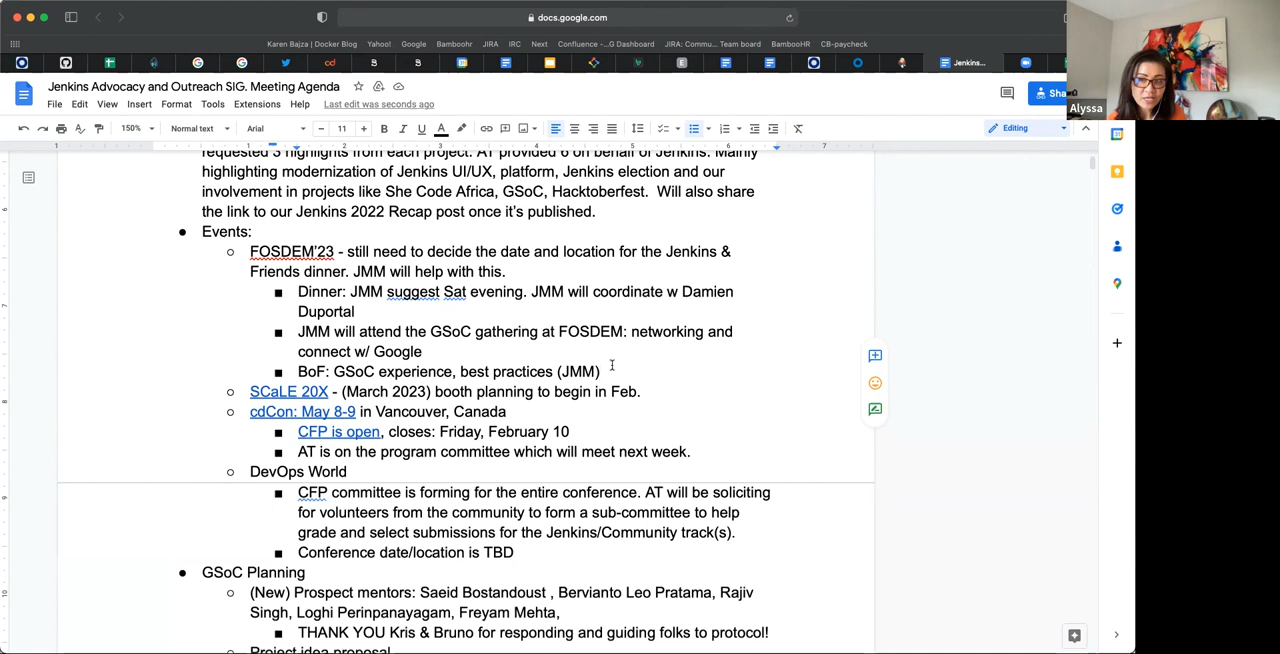 docs.google.com
Karen Bajza | Docker Blog Yahoo! Google Bamboohr JIRA IRC Next Confluence -...G Dashboard JIRA: Commu... Team board BambooHR CB-paycheck
Jenkins...
Jenkins Advocacy and Outreach SIG. Meeting Agenda
Sha
Alyssa
File Edit View Insert Format Tools Extensions Help Last edit was seconds ago
150% Normal text Arial 11 B I U A Editing
1 1 2 3 4 5 6 7
requested 3 highlights from each project. AT provided 6 on behalf of Jenkins. Mainly
highlighting modernization of Jenkins UI/UX, platform, Jenkins election and our
involvement in projects like She Code Africa, GSoC, Hacktoberfest. Will also share
the link to our Jenkins 2022 Recap post once it's published.
● Events:
○ FOSDEM'23 - still need to decide the date and location for the Jenkins &
Friends dinner. JMM will help with this.
■ Dinner: JMM suggest Sat evening. JMM will coordinate w Damien
Duportal
■ JMM will attend the GSoC gathering at FOSDEM: networking and
connect w/ Google
■ BoF: GSoC experience, best practices (JMM)
○ SCaLE 20X - (March 2023) booth planning to begin in Feb.
○ cdCon: May 8-9 in Vancouver, Canada
■ CFP is open, closes: Friday, February 10
■ AT is on the program committee which will meet next week.
○ DevOps World
■ CFP committee is forming for the entire conference. AT will be soliciting
for volunteers from the community to form a sub-committee to help
grade and select submissions for the Jenkins/Community track(s).
■ Conference date/location is TBD
● GSoC Planning
○ (New) Prospect mentors: Saeid Bostandoust , Bervianto Leo Pratama, Rajiv
Singh, Loghi Perinpanayagam, Freyam Mehta,
■ THANK YOU Kris & Bruno for responding and guiding folks to protocol!
○ Project idea proposal